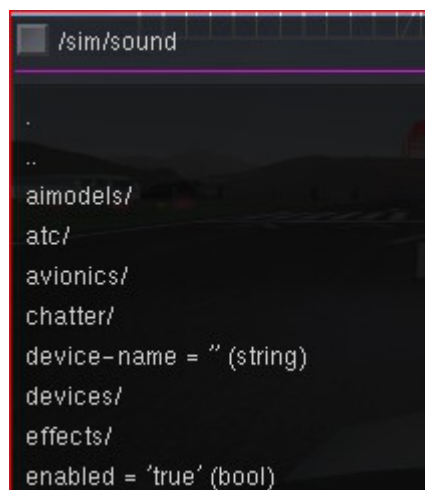 /sim/sound
.
..
aimodels/
atc/
avionics/
chatter/
device-name = '' (string)
devices/
effects/
enabled = 'true' (bool)